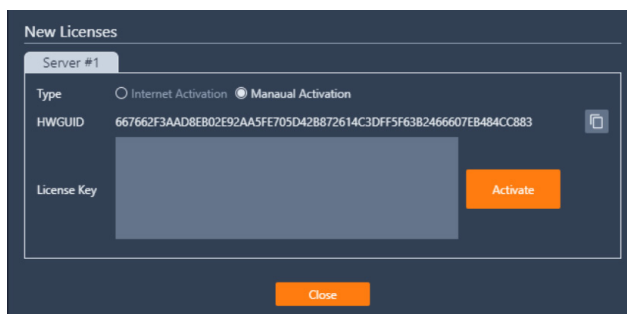 New Licenses
Server #1
Type Internet Activation Manaual Activation
HWGUID 667662F3AAD8EB02E92AA5FE705D42B872614C3DFF5F63B2466607EB484CC883
License Key Activate
Close